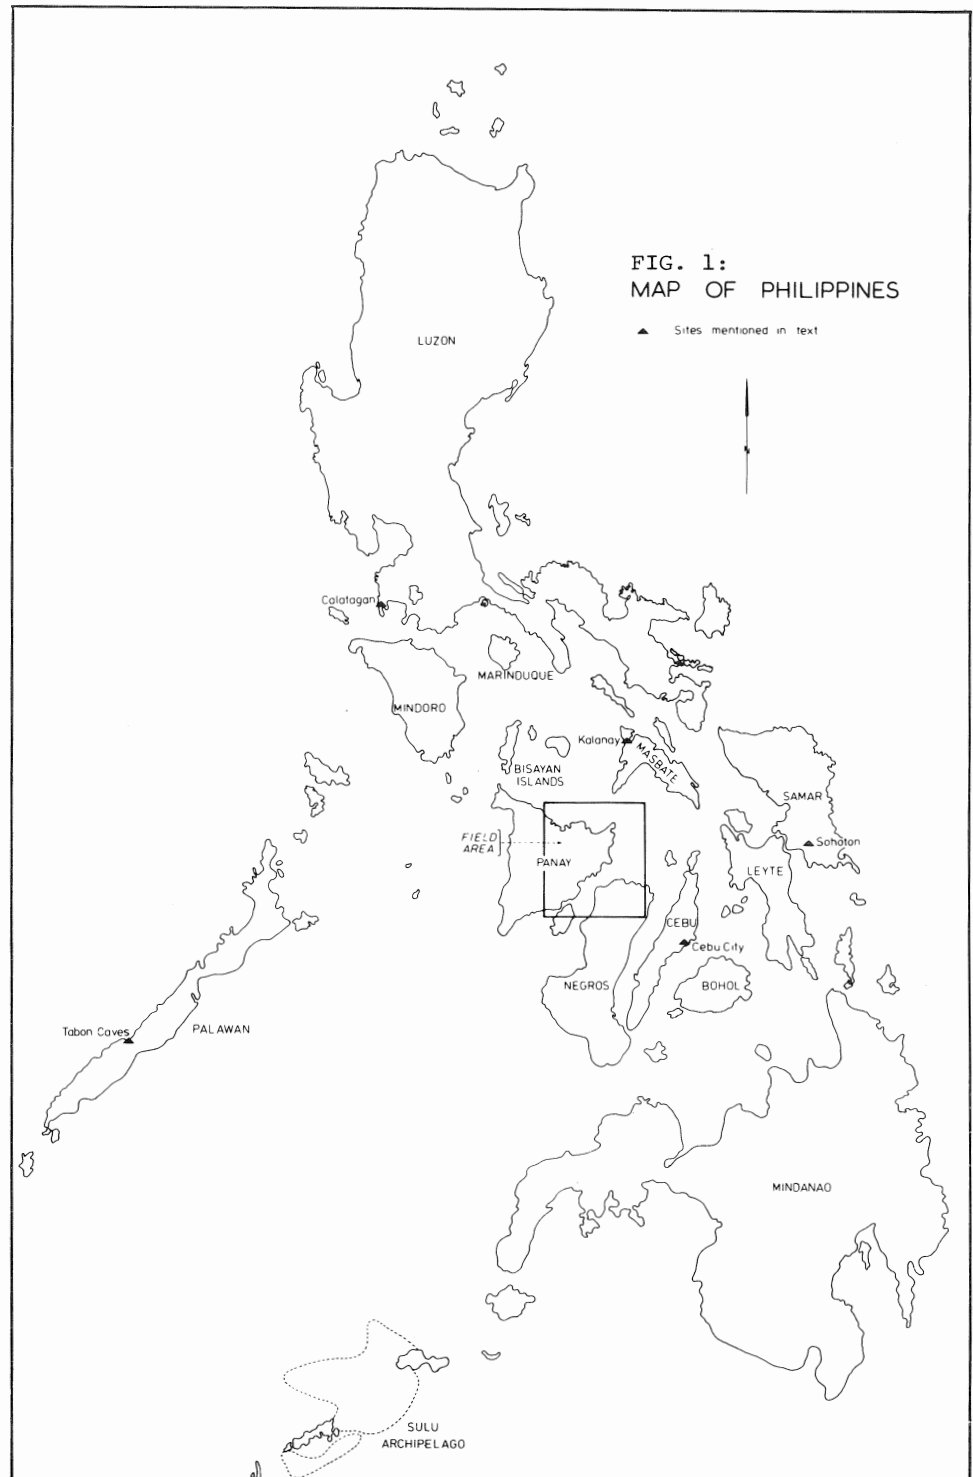 FIG. 1:
MAP OF PHILIPPINES
Sites mentioned in text
N
LUZON
Calatagan
MARINDUQUE
MINDORO
Kalanay
MASBATE
BISAYAN
ISLANDS
SAMAR
FIELD
AREA
Sohoton
PANAY
LEYTE
CEBU
Cebu City
NEGROS
BOHOL
Tabon Caves
PALAWAN
MINDANAO
SULU
ARCHIPELAGO